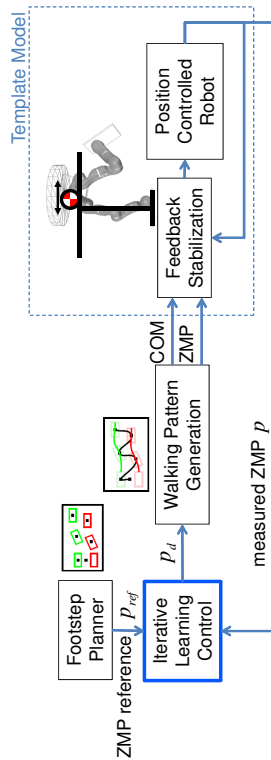 Template Model
Footstep
Planner
ZMP reference
p_ref
Iterative
Learning
Control
p_d
Walking Pattern
Generation
COM
ZMP
Feedback
Stabilization
Position
Controlled
Robot
measured ZMP p